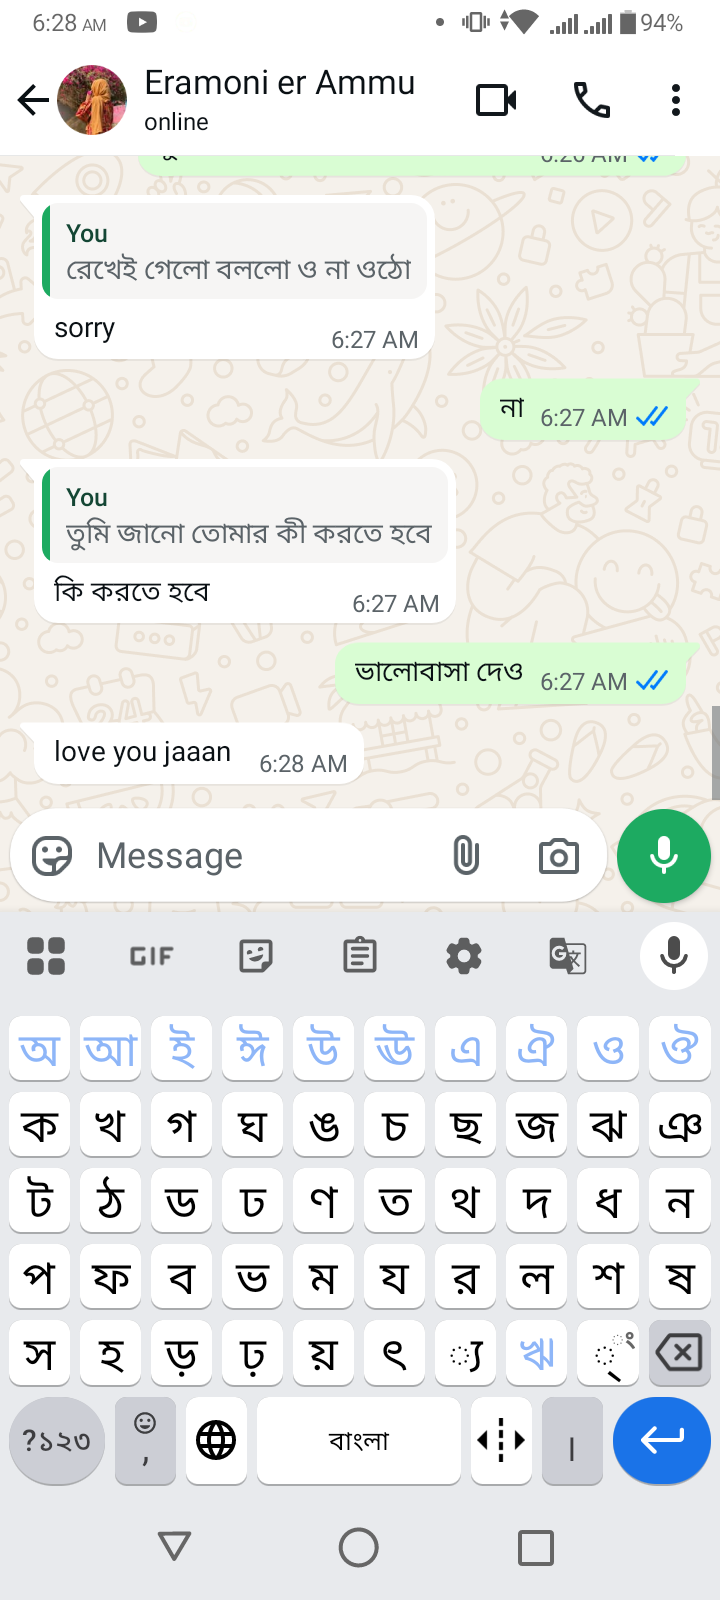 6:28 AM
94%
Eramoni er Ammu
online
You
রেখেই গেলো বললো ও না ওঠো
sorry
6:27 AM
না 6:27 AM
You
তুমি জানো তোমার কী করতে হবে
কি করতে হবে
6:27 AM
ভালোবাসা দেও 6:27 AM
love you jaaan 6:28 AM
Message
GIF
অ আ ই ঈ উ ঊ এ ঐ ও ঔ
ক খ গ ঘ ঙ চ ছ জ ঝ ঞ
ট ঠ ড ঢ ণ ত থ দ ধ ন
প ফ ব ভ ম য র ল শ ষ
স হ ড় ঢ় য় ৎ ্য ঋ ্ ং
?১২৩ , বাংলা ।